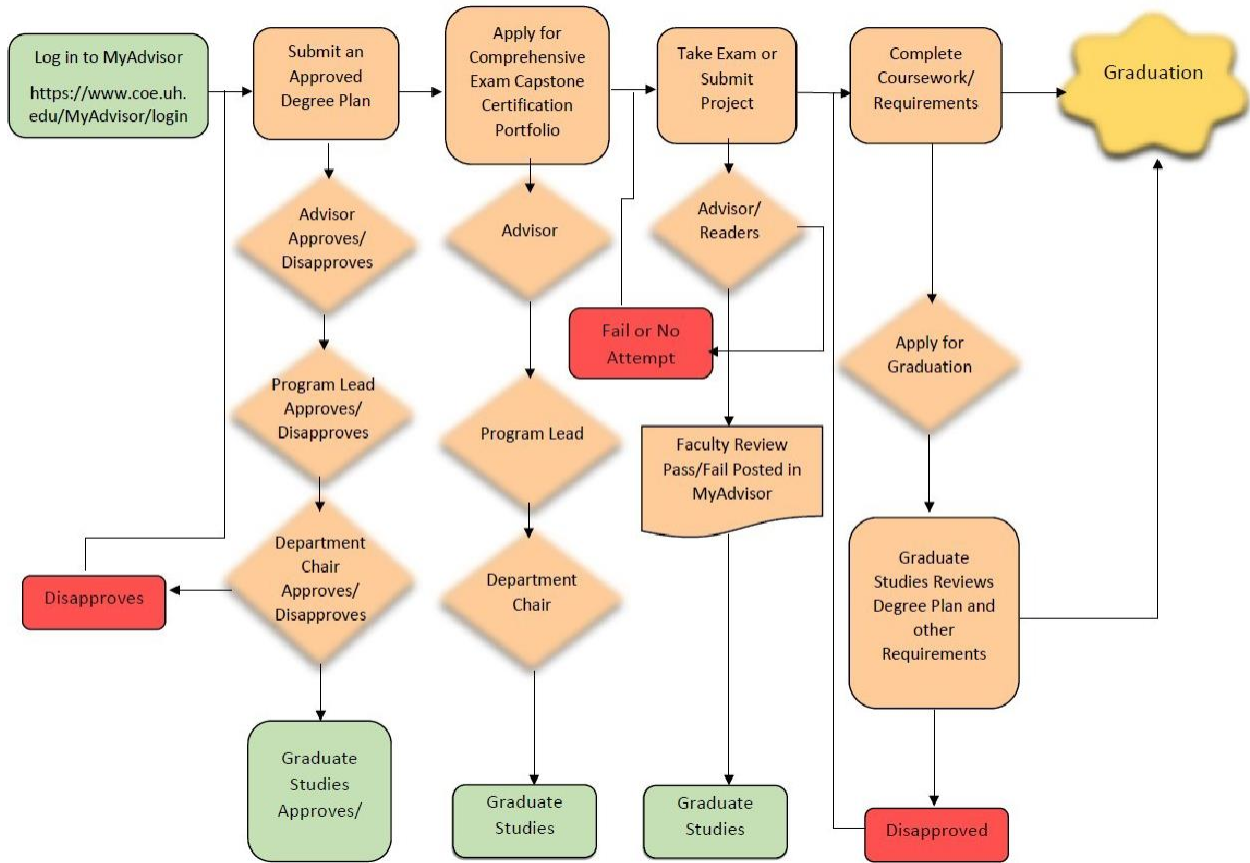 Log in to MyAdvisor
https://www.coe.uh.
edu/MyAdvisor/login
Submit an
Approved
Degree Plan
Apply for
Comprehensive
Exam Capstone
Certification
Portfolio
Take Exam or
Submit
Project
Complete
Coursework/
Requirements
Graduation
Advisor
Approves/
Disapproves
Advisor
Advisor/
Readers
Fail or No
Attempt
Apply for
Graduation
Program Lead
Approves/
Disapproves
Program Lead
Faculty Review
Pass/Fail Posted in
MyAdvisor
Department
Chair
Approves/
Disapproves
Disapproves
Department
Chair
Graduate
Studies Reviews
Degree Plan and
other
Requirements
Graduate
Studies
Approves/
Graduate
Studies
Graduate
Studies
Disapproved